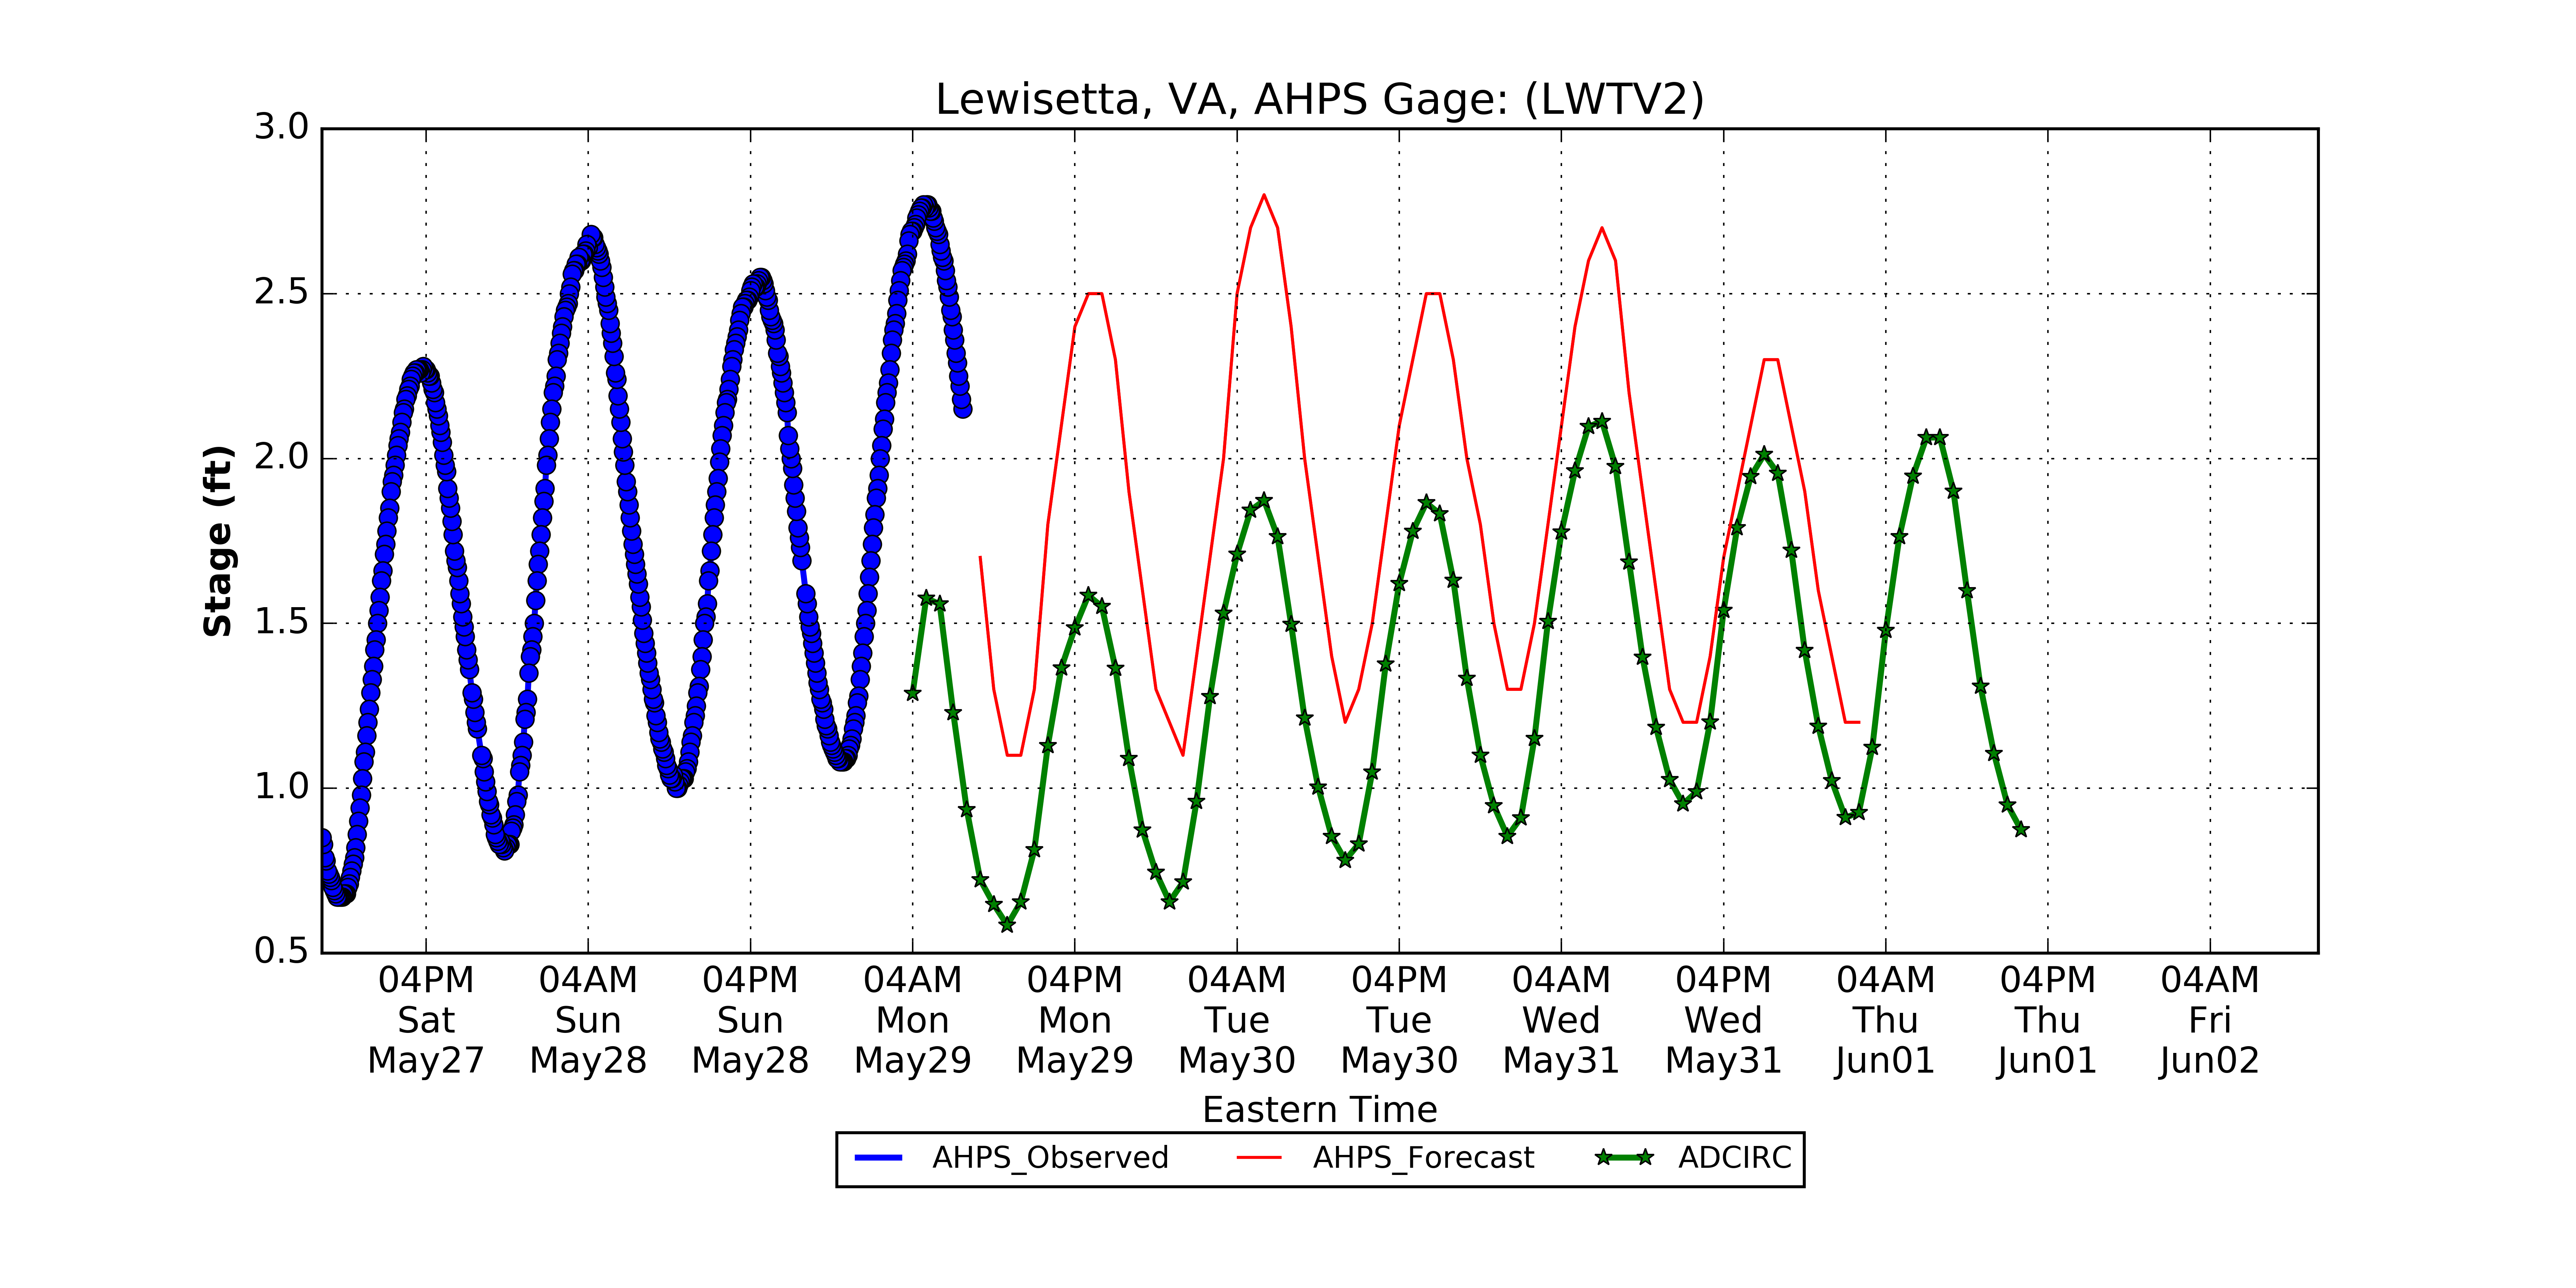 Lewisetta, VA, AHPS Gage: (LWTV2)
3.0
2.5
2.0
1.5
1.0
0.5
Stage (ft)
04PM 04AM 04PM 04AM 04PM 04AM 04PM 04AM 04PM 04AM 04PM 04AM
Sat Sun Sun Mon Mon Tue Tue Wed Wed Thu Thu Fri
May27 May28 May28 May29 May29 May30 May30 May31 May31 Jun01 Jun01 Jun02
Eastern Time
AHPS_Observed AHPS_Forecast ADCIRC